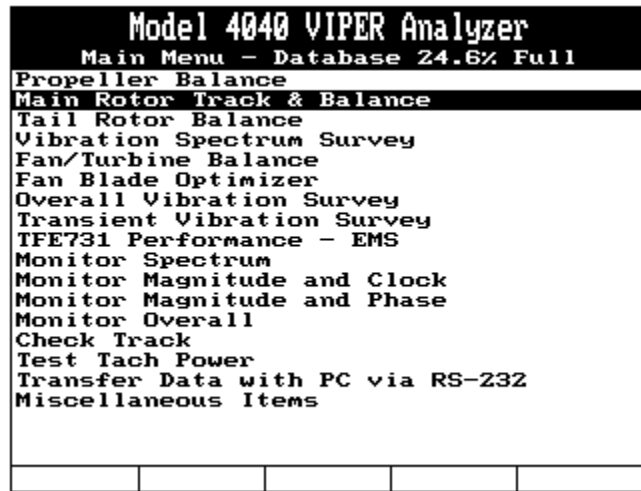 Model 4040 VIPER Analyzer
Main Menu – Database 24.6% Full
Propeller Balance
Main Rotor Track & Balance
Tail Rotor Balance
Vibration Spectrum Survey
Fan/Turbine Balance
Fan Blade Optimizer
Overall Vibration Survey
Transient Vibration Survey
TFE731 Performance – EMS
Monitor Spectrum
Monitor Magnitude and Clock
Monitor Magnitude and Phase
Monitor Overall
Check Track
Test Tach Power
Transfer Data with PC via RS-232
Miscellaneous Items